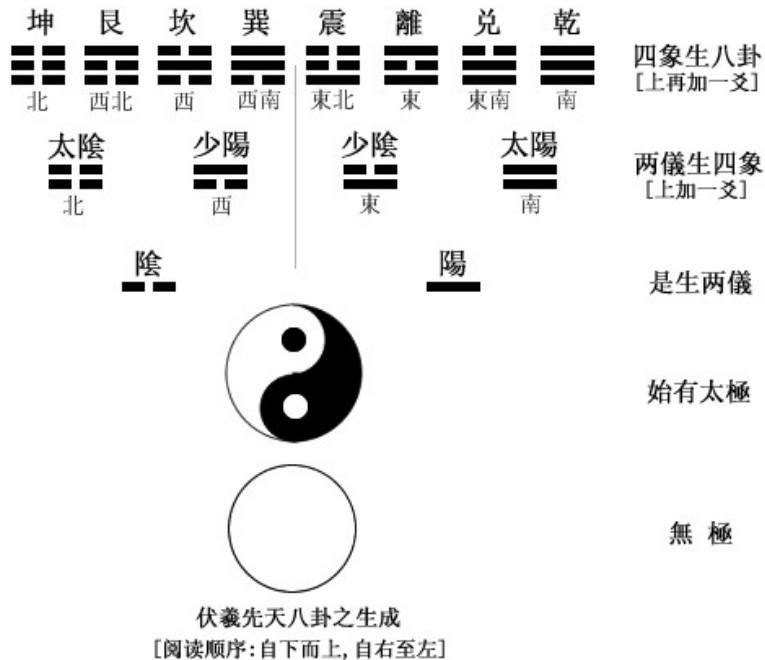 坤 艮 坎 巽 震 離 兑 乾
四象生八卦
[上再加一爻]
北 西北 西 西南 東北 東 東南 南
太陰 少陽 少陰 太陽
两儀生四象
[上加一爻]
北 西 東 南
陰 陽
是生两儀
始有太極
無 極
伏羲先天八卦之生成
[阅读顺序:自下而上,自右至左]